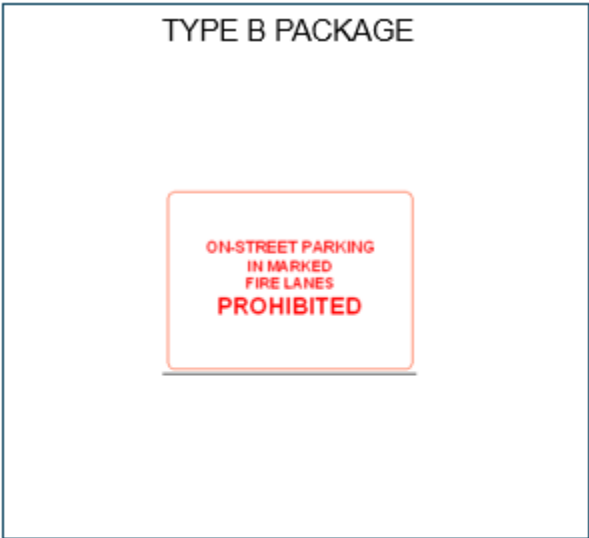 TYPE B PACKAGE
ON-STREET PARKING
IN MARKED
FIRE LANES
PROHIBITED